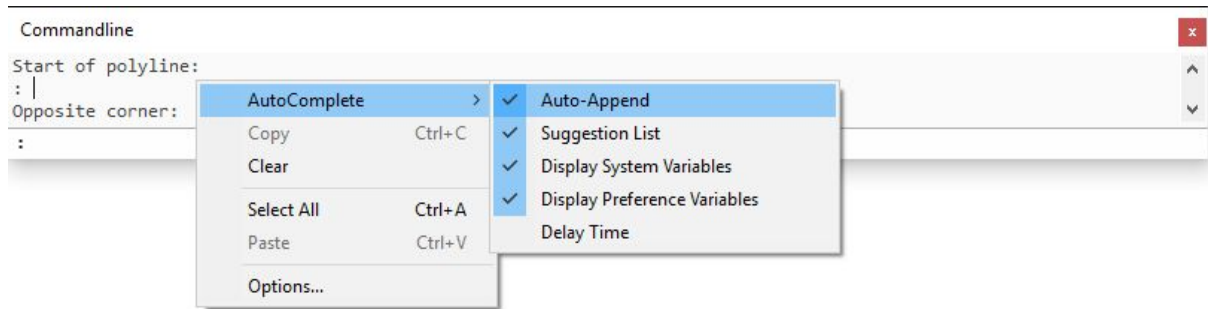 Commandline
x
Start of polyline:
:
Opposite corner:
:
AutoComplete
Copy Ctrl+C
Clear
Select All Ctrl+A
Paste Ctrl+V
Options...
Auto-Append
Suggestion List
Display System Variables
Display Preference Variables
Delay Time